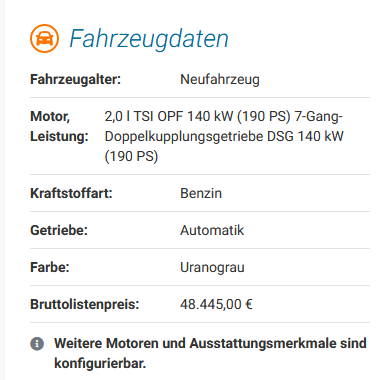 Fahrzeugdaten
Fahrzeugalter: Neufahrzeug
Motor, Leistung: 2,0 l TSI OPF 140 kW (190 PS) 7-Gang-
Doppelkupplungsgetriebe DSG 140 kW
(190 PS)
Kraftstoffart: Benzin
Getriebe: Automatik
Farbe: Uranograu
Bruttolistenpreis: 48.445,00 €
Weitere Motoren und Ausstattungsmerkmale sind
konfigurierbar.